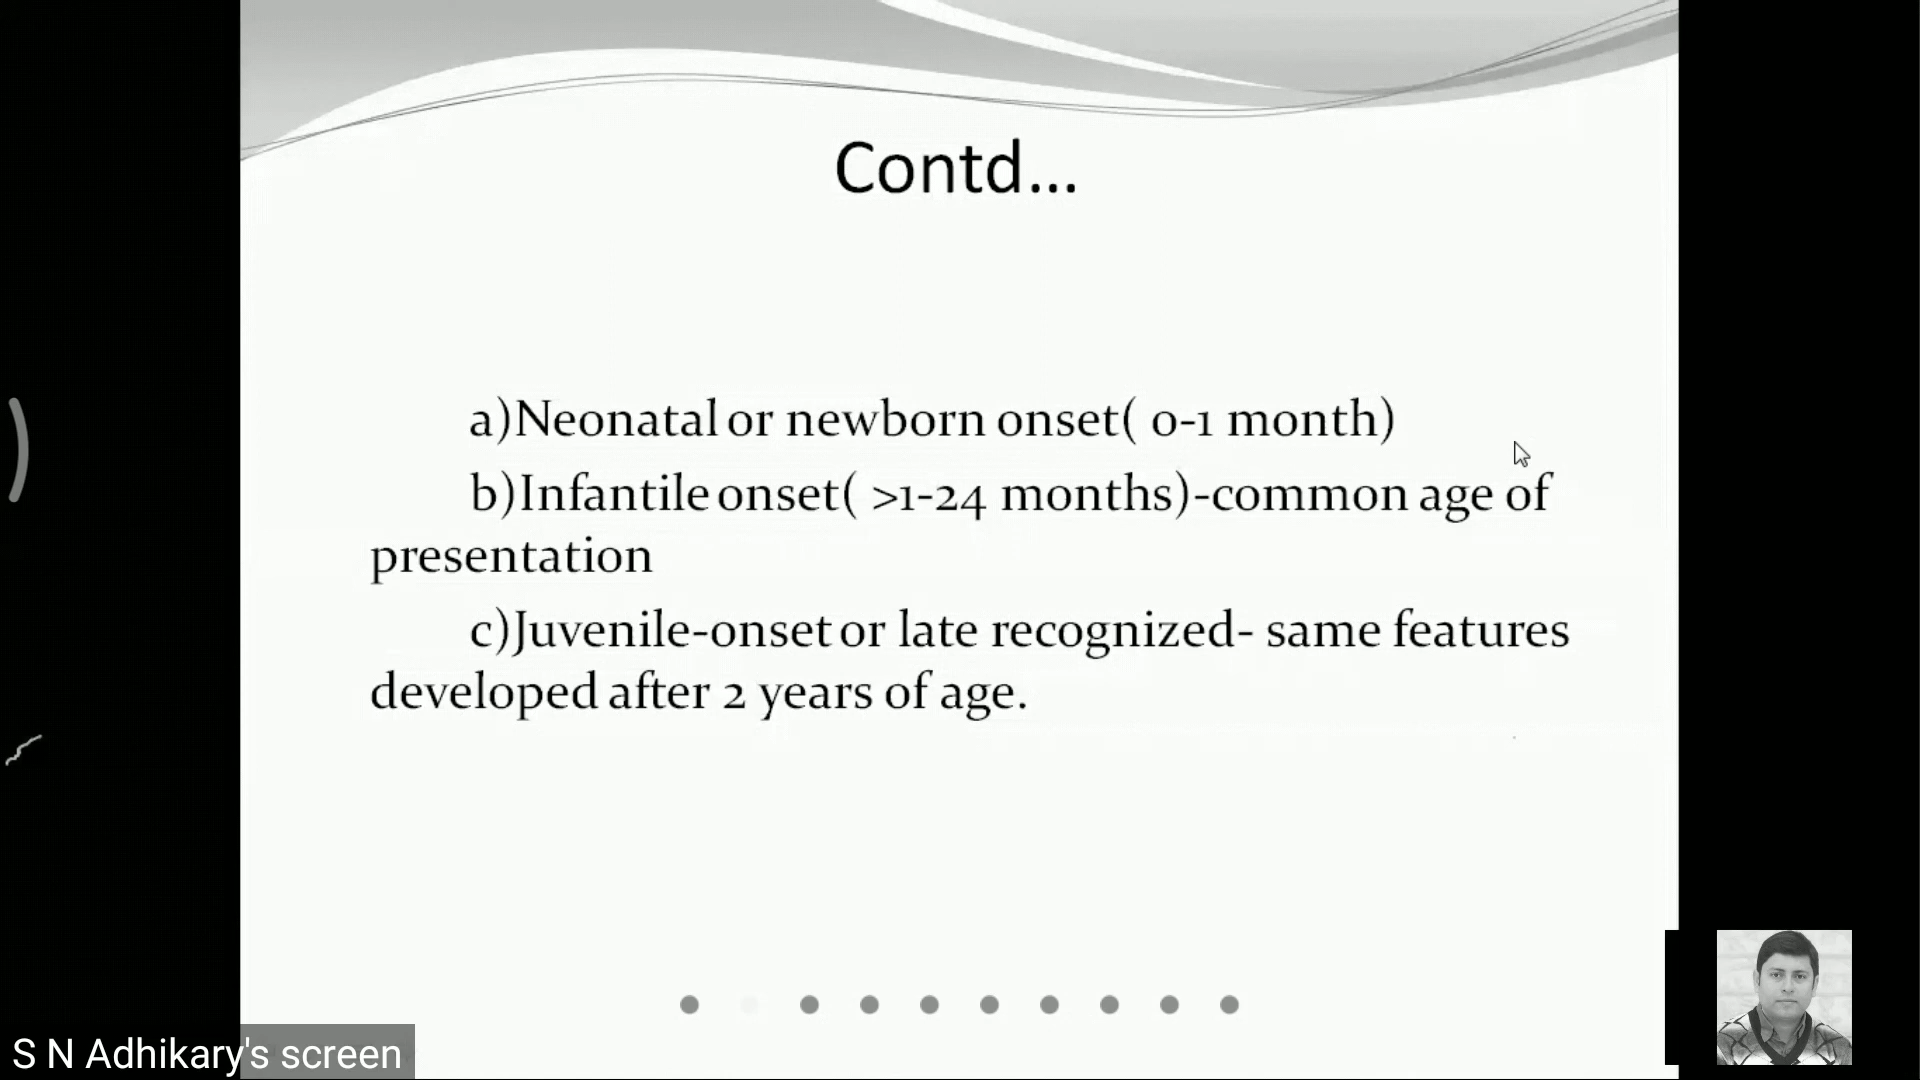 Contd...
a)Neonatal or newborn onset( 0-1 month)
b)Infantile onset( >1-24 months)-common age of
presentation
c)Juvenile-onset or late recognized- same features
developed after 2 years of age.
S N Adhikary's screen